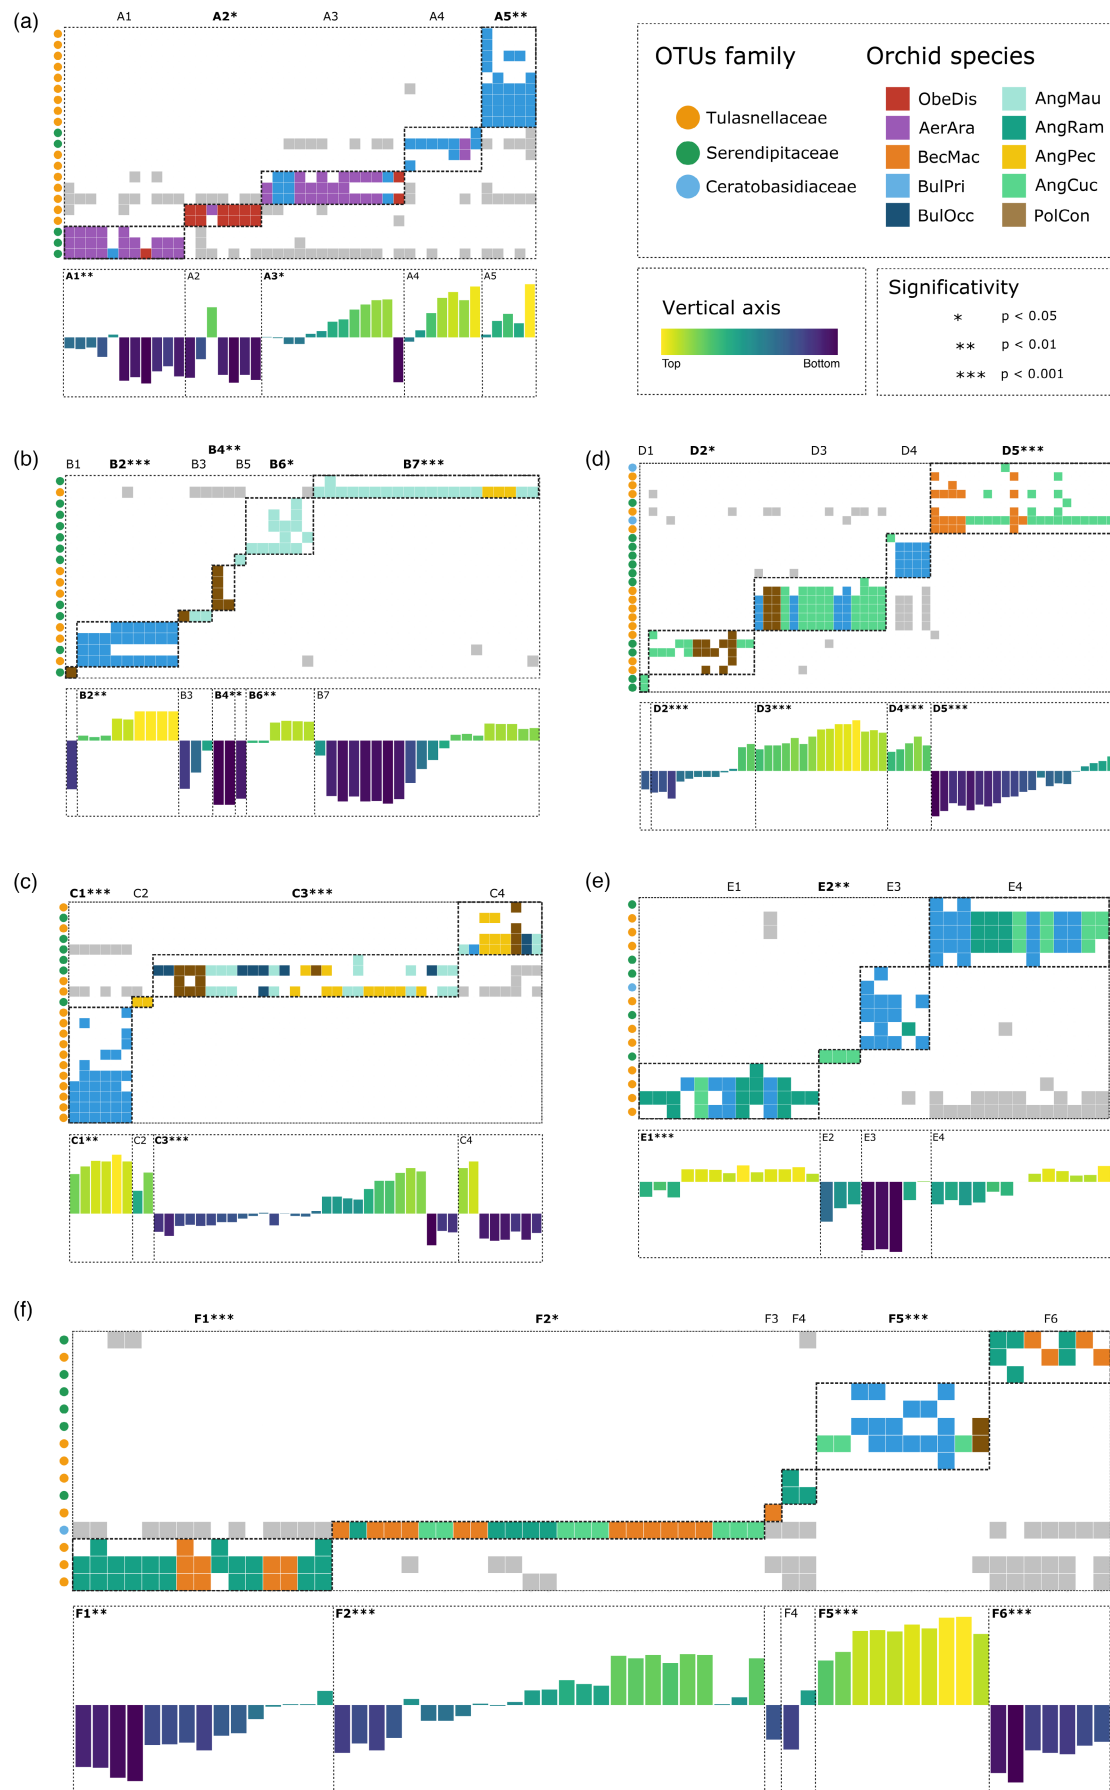 (a)
A1 A2* A3 A4 A5**
A1** A2 A3* A4 A5
OTUs family
Tulasnellaceae
Serendipitaceae
Ceratobasidiaceae
Orchid species
ObeDis AngMau
AerAra AngRam
BecMac AngPec
BulPri AngCuc
BulOcc PolCon
Vertical axis
Top Bottom
Significativity
* p < 0.05
** p < 0.01
*** p < 0.001
(b)
B4**
B1 B2*** B3 B5 B6* B7***
B2** B3 B4** B6** B7
(d)
D1 D2* D3 D4 D5***
D2*** D3*** D4*** D5***
(c)
C1*** C2 C3*** C4
C1** C2 C3*** C4
(e)
E1 E2** E3 E4
E1*** E2 E3 E4
(f)
F1*** F2* F3 F4 F5*** F6
F1** F2*** F4 F5*** F6***